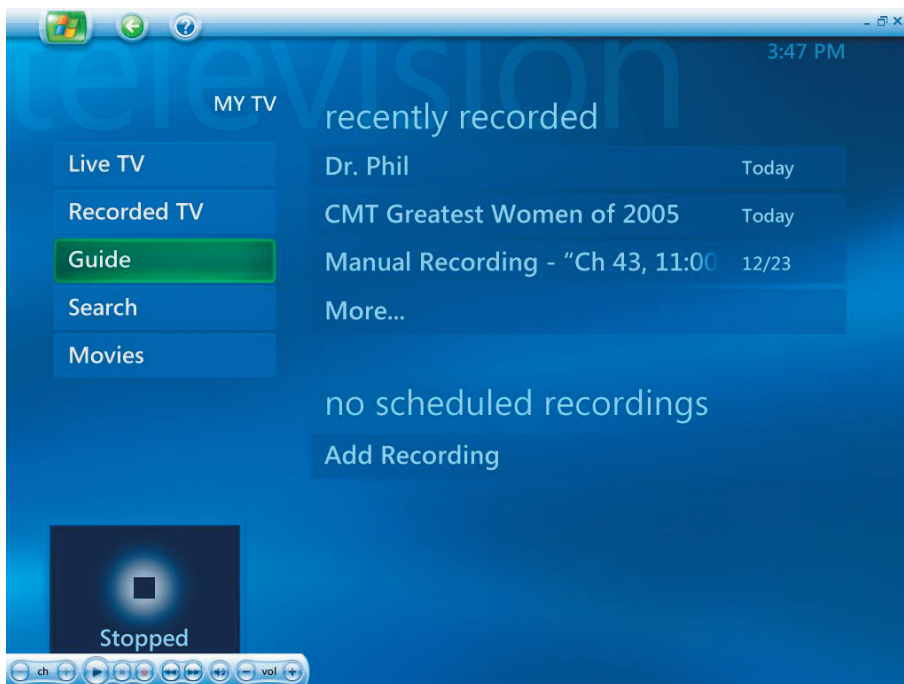 television
3:47 PM
MY TV
Live TV
Recorded TV
Guide
Search
Movies
recently recorded
Dr. Phil Today
CMT Greatest Women of 2005 Today
Manual Recording - “Ch 43, 11:00 12/23
More...
no scheduled recordings
Add Recording
Stopped
ch
vol